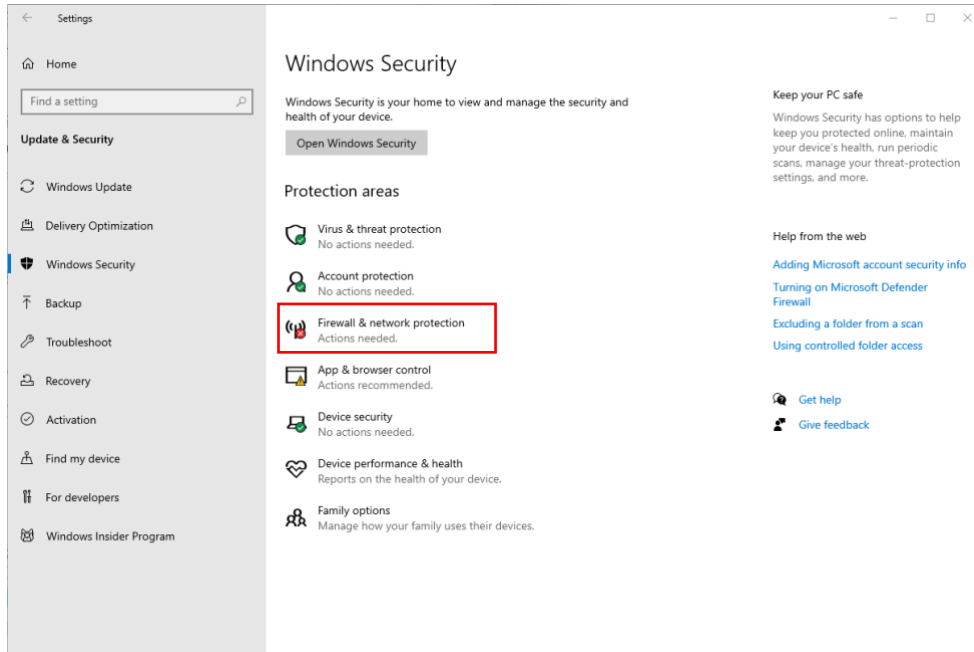 Settings
Home
Find a setting
Update & Security
Windows Update
Delivery Optimization
Windows Security
Backup
Troubleshoot
Recovery
Activation
Find my device
For developers
Windows Insider Program
Windows Security
Windows Security is your home to view and manage the security and
health of your device.
Open Windows Security
Protection areas
Virus & threat protection
No actions needed.
Account protection
No actions needed.
Firewall & network protection
Actions needed.
App & browser control
Actions recommended.
Device security
No actions needed.
Device performance & health
Reports on the health of your device.
Family options
Manage how your family uses their devices.
Keep your PC safe
Windows Security has options to help
keep you protected online, maintain
your device's health, run periodic
scans, manage your threat-protection
settings, and more.
Help from the web
Adding Microsoft account security info
Turning on Microsoft Defender
Firewall
Excluding a folder from a scan
Using controlled folder access
Get help
Give feedback